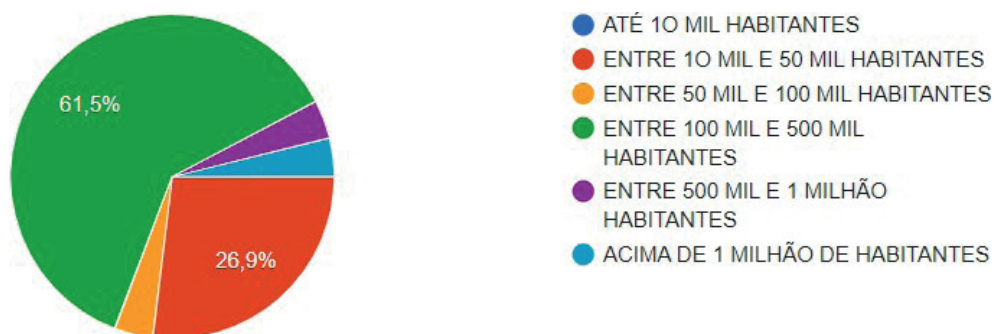 61,5%
26,9%
ATÉ 1O MIL HABITANTES
ENTRE 1O MIL E 50 MIL HABITANTES
ENTRE 50 MIL E 100 MIL HABITANTES
ENTRE 100 MIL E 500 MIL
HABITANTES
ENTRE 500 MIL E 1 MILHÃO
HABITANTES
ACIMA DE 1 MILHÃO DE HABITANTES